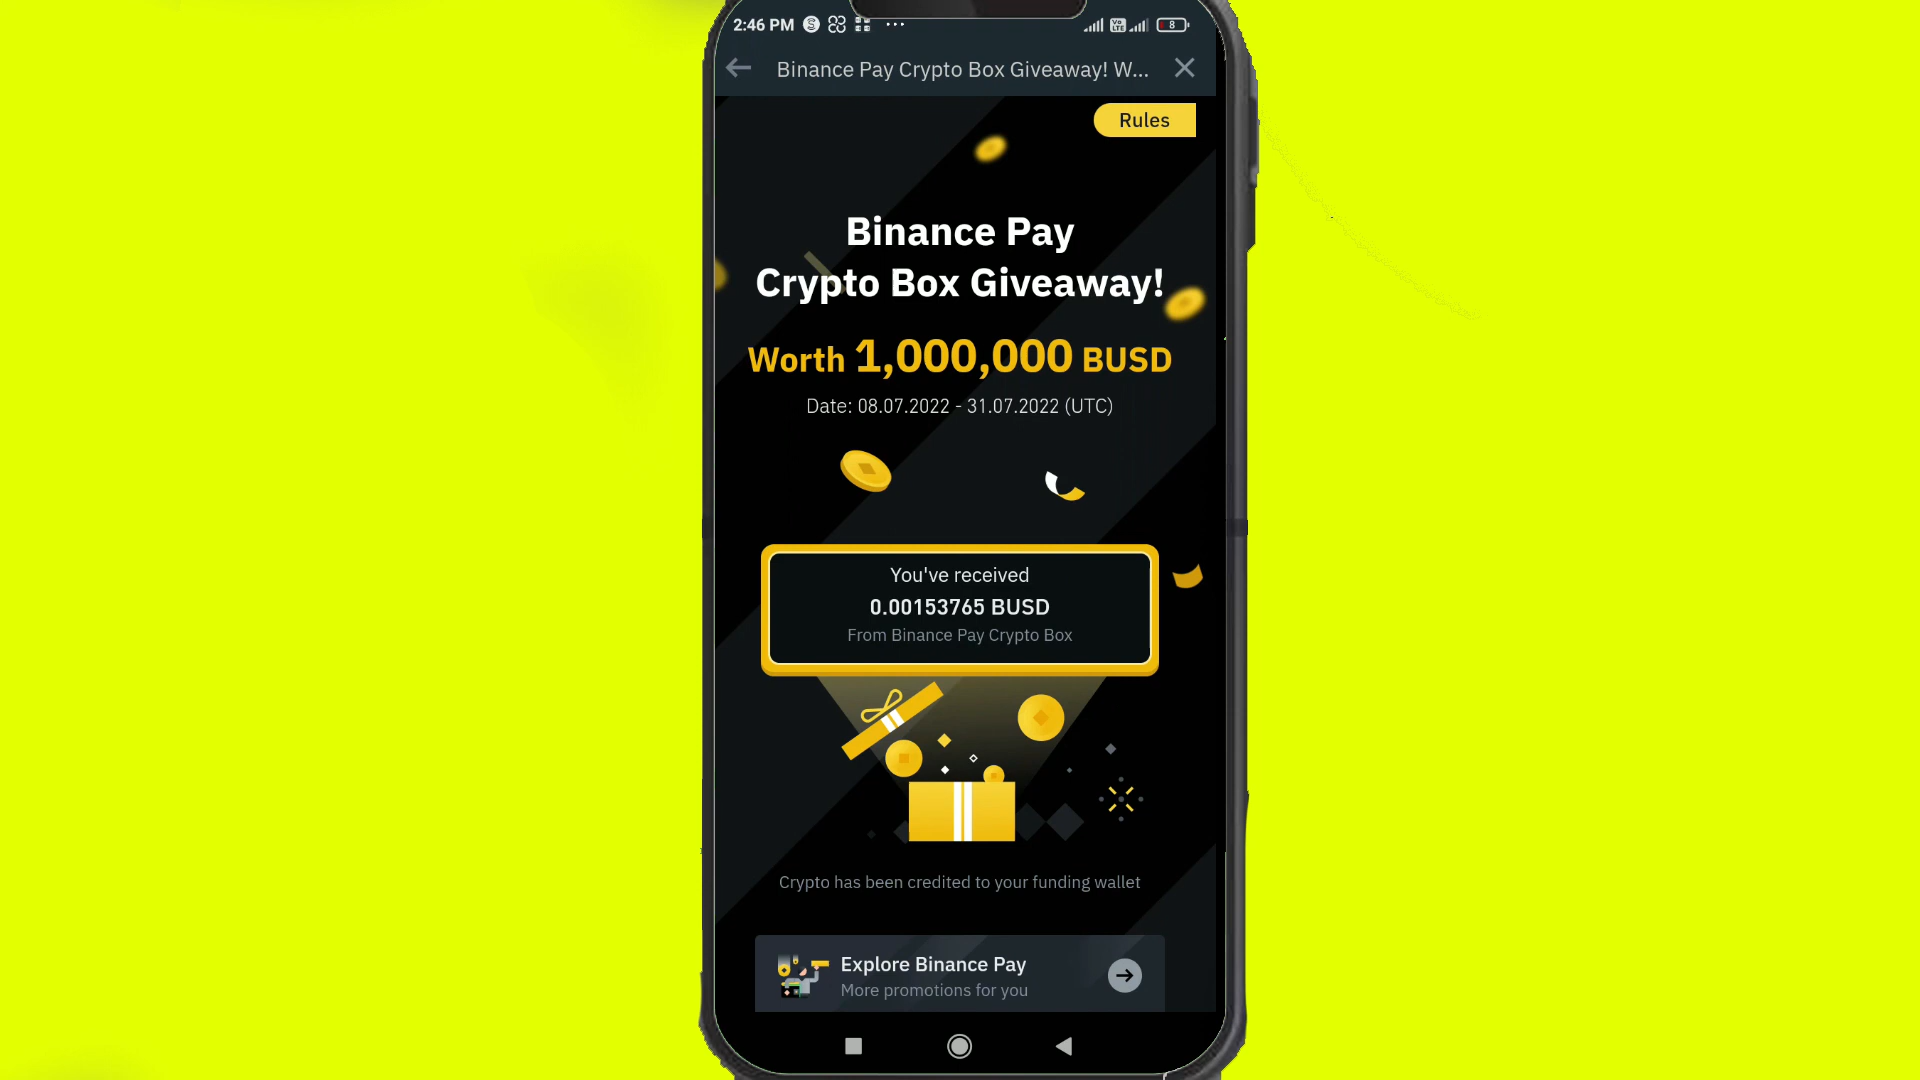 2:46 PM
8
Binance Pay Crypto Box Giveaway! W...
Rules
Binance Pay
Crypto Box Giveaway!
Worth 1,000,000 BUSD
Date: 08.07.2022 - 31.07.2022 (UTC)
You've received
0.00153765 BUSD
From Binance Pay Crypto Box
Crypto has been credited to your funding wallet
Explore Binance Pay
More promotions for you